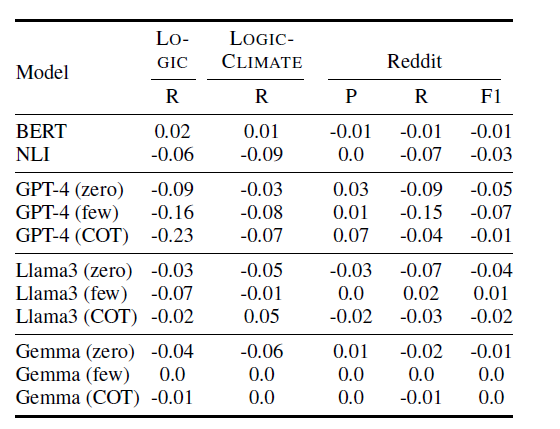 LO- LOGIC-
Model GIC CLIMATE Reddit
R R P R F1
BERT 0.02 0.01 -0.01 -0.01 -0.01
NLI -0.06 -0.09 0.0 -0.07 -0.03
GPT-4 (zero) -0.09 -0.03 0.03 -0.09 -0.05
GPT-4 (few) -0.16 -0.08 0.01 -0.15 -0.07
GPT-4 (COT) -0.23 -0.07 0.07 -0.04 -0.01
Llama3 (zero) -0.03 -0.05 -0.03 -0.07 -0.04
Llama3 (few) -0.07 -0.01 0.0 0.02 0.01
Llama3 (COT) -0.02 0.05 -0.02 -0.03 -0.02
Gemma (zero) -0.04 -0.06 0.01 -0.02 -0.01
Gemma (few) 0.0 0.0 0.0 0.0 0.0
Gemma (COT) -0.01 0.0 0.0 -0.01 0.0